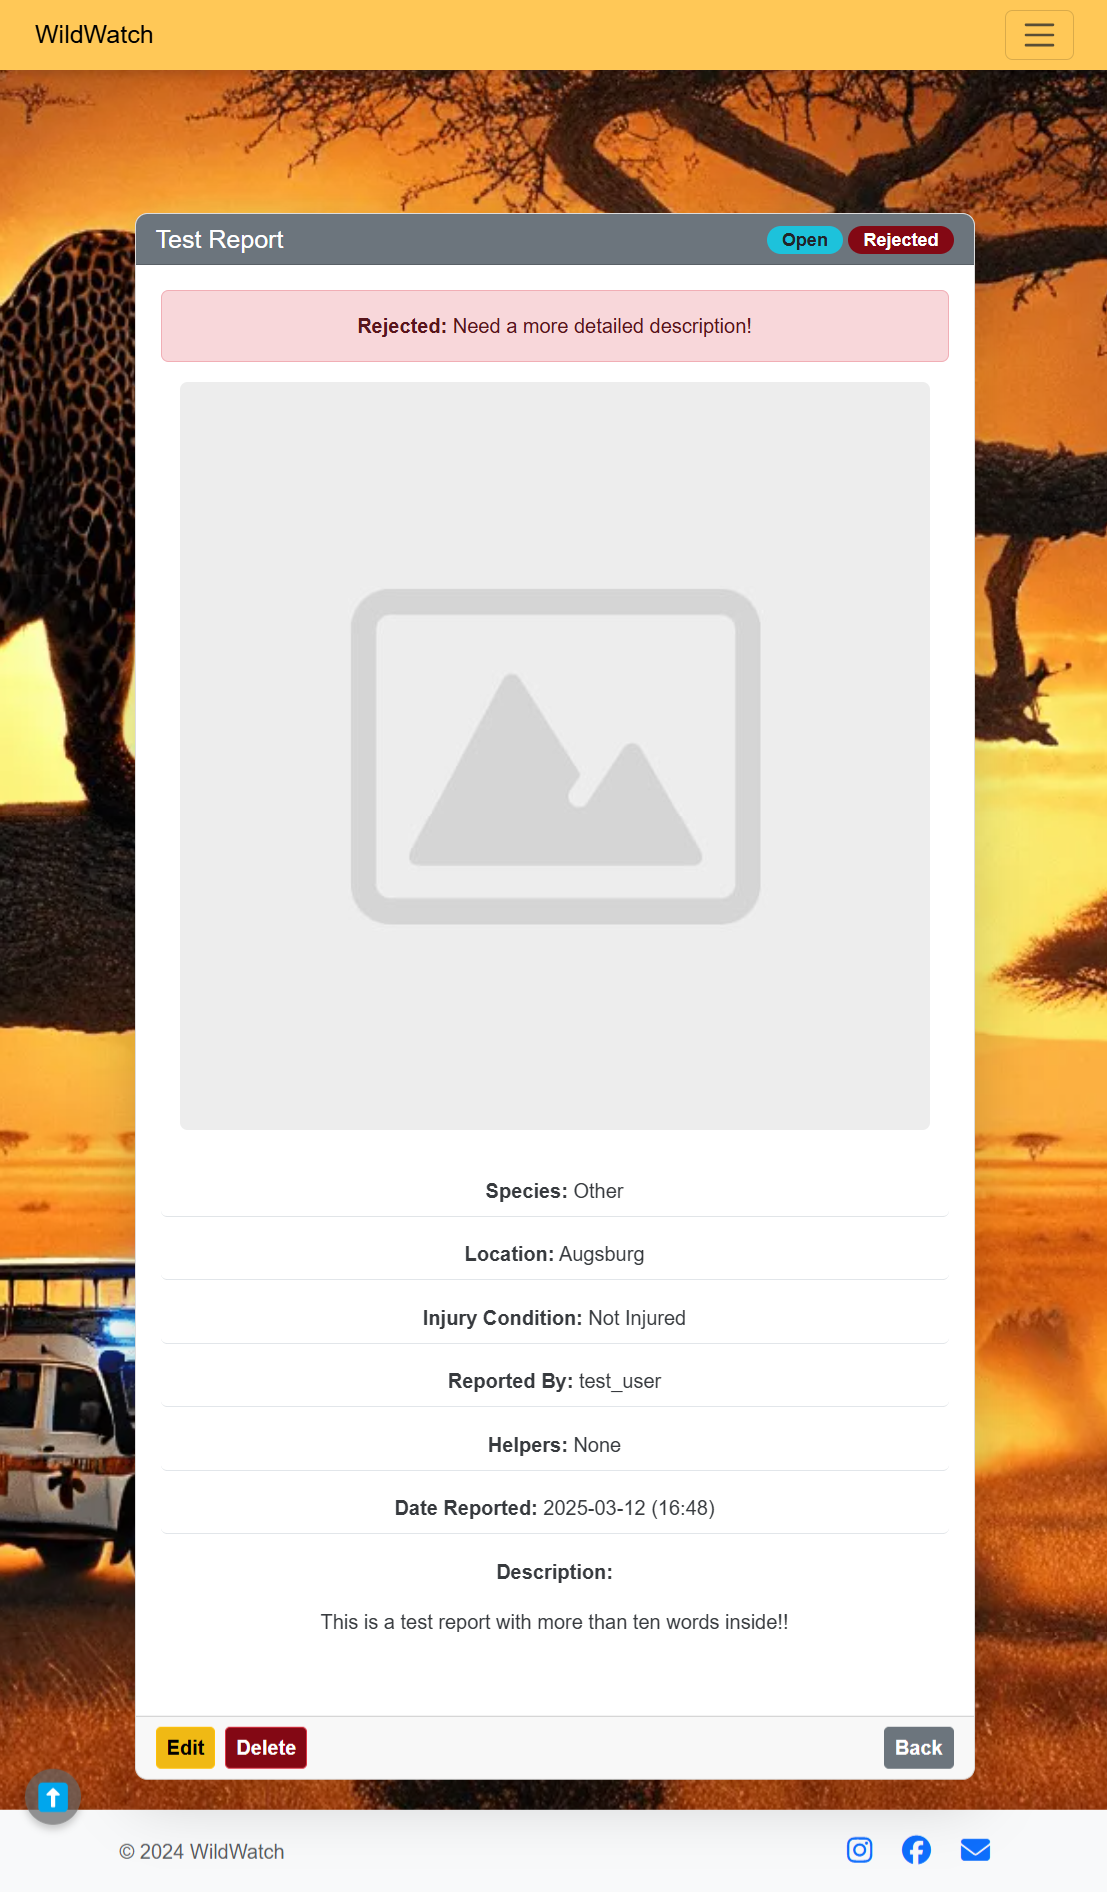 WildWatch
Test Report
Open
Rejected
Rejected: Need a more detailed description!
Species: Other
Location: Augsburg
Injury Condition: Not Injured
Reported By: test_user
Helpers: None
Date Reported: 2025-03-12 (16:48)
Description:
This is a test report with more than ten words inside!!
Edit
Delete
Back
© 2024 WildWatch